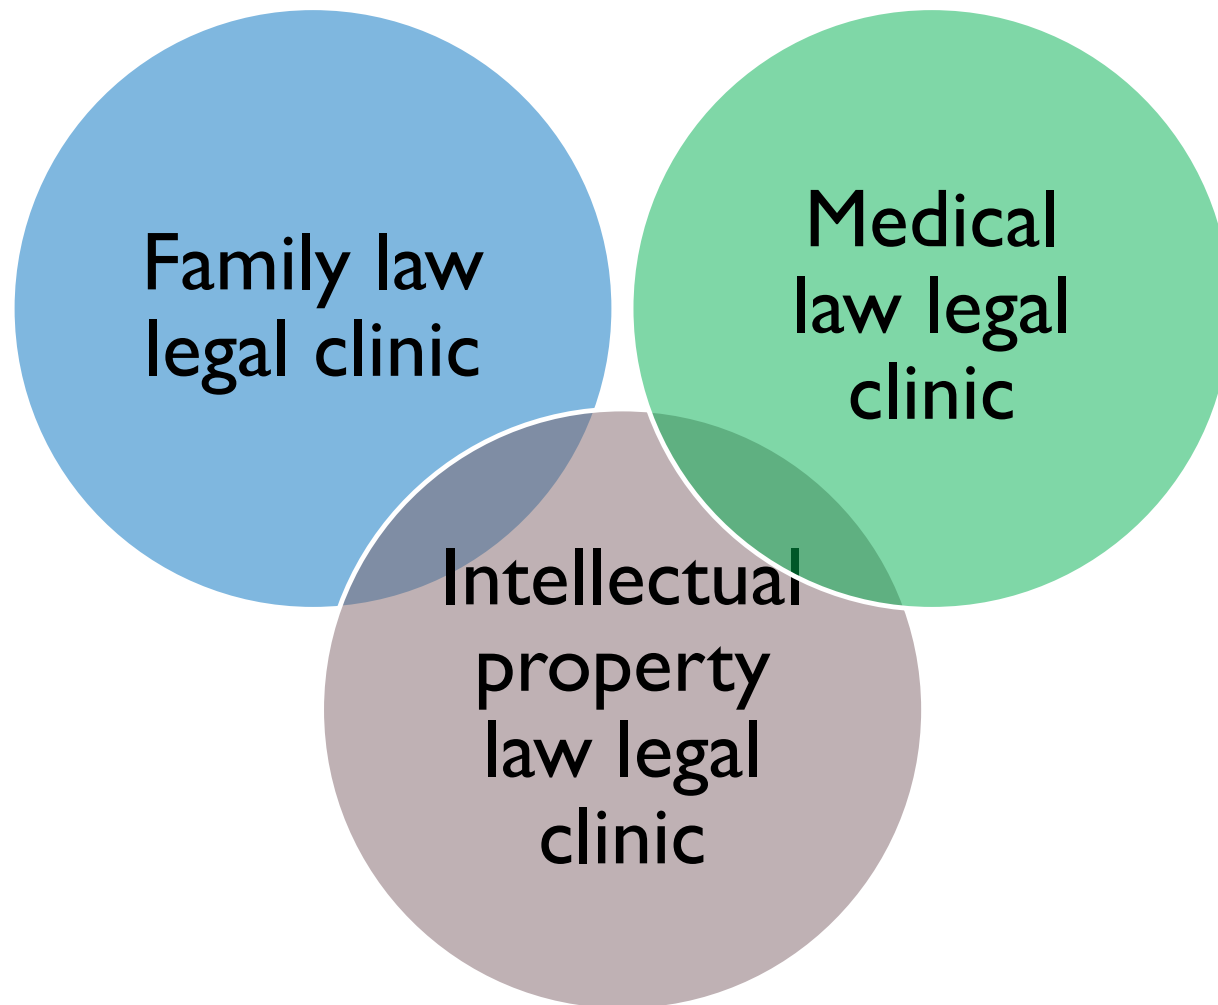 Family law
legal clinic
Medical
law legal
clinic
Intellectual
property
law legal
clinic